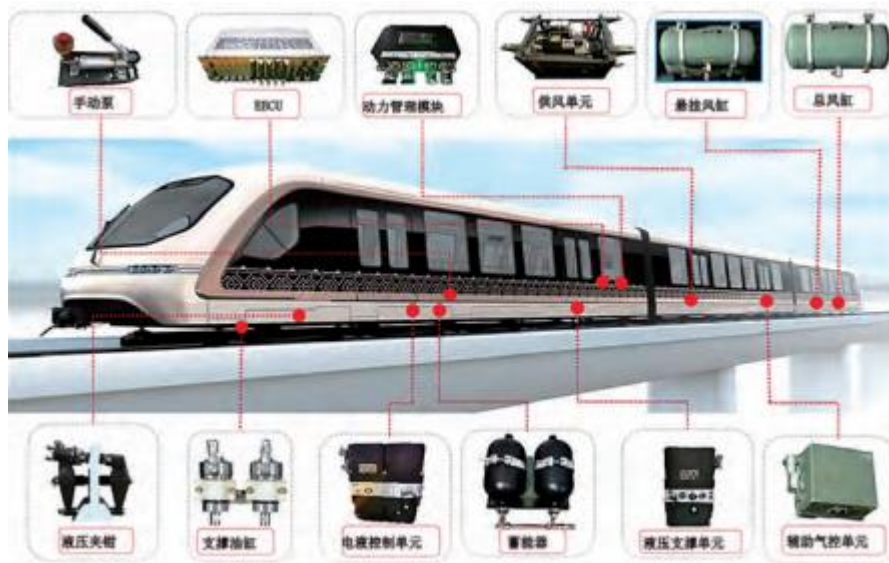 手动泵
EBCU
动力管理模块
供风单元
悬挂风缸
总风缸
液压夹钳
支撑油缸
电液控制单元
蓄能器
液压支撑单元
辅助气控单元